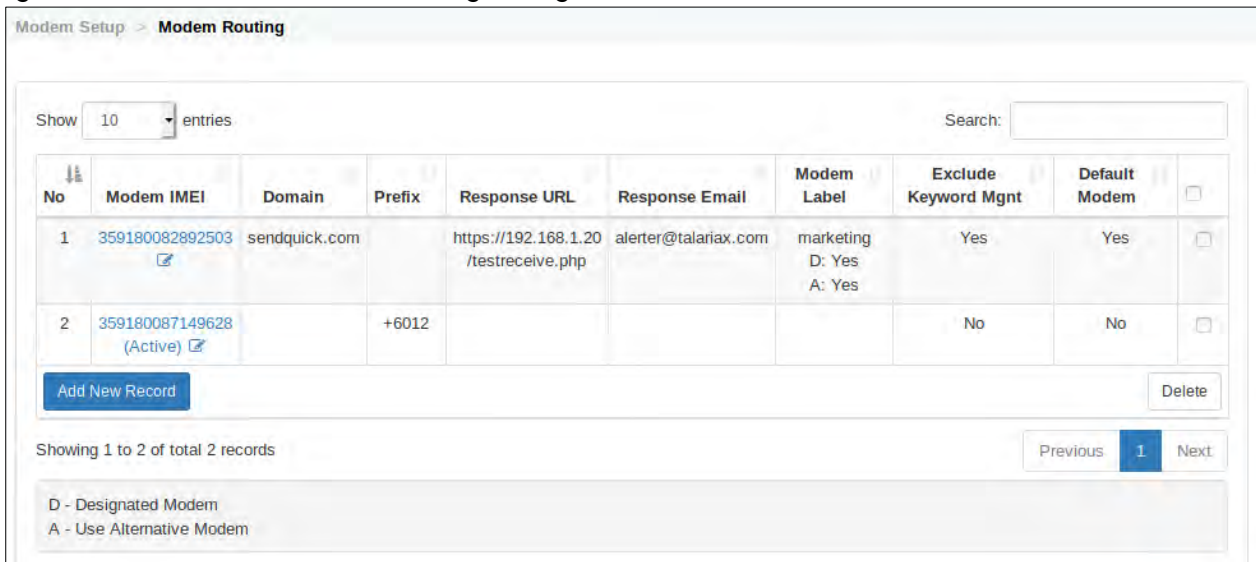 Modem Setup > Modem Routing
Show 10 entries
Search:
No Modem IMEI Domain Prefix Response URL Response Email Modem Label Exclude Keyword Mgnt Default Modem
1 359180082892503 sendquick.com https://192.168.1.20/testreceive.php alerter@talariax.com marketing D: Yes A: Yes Yes Yes
2 359180087149628 (Active) +6012 No No
Add New Record
Delete
Showing 1 to 2 of total 2 records
Previous 1 Next
D - Designated Modem
A - Use Alternative Modem